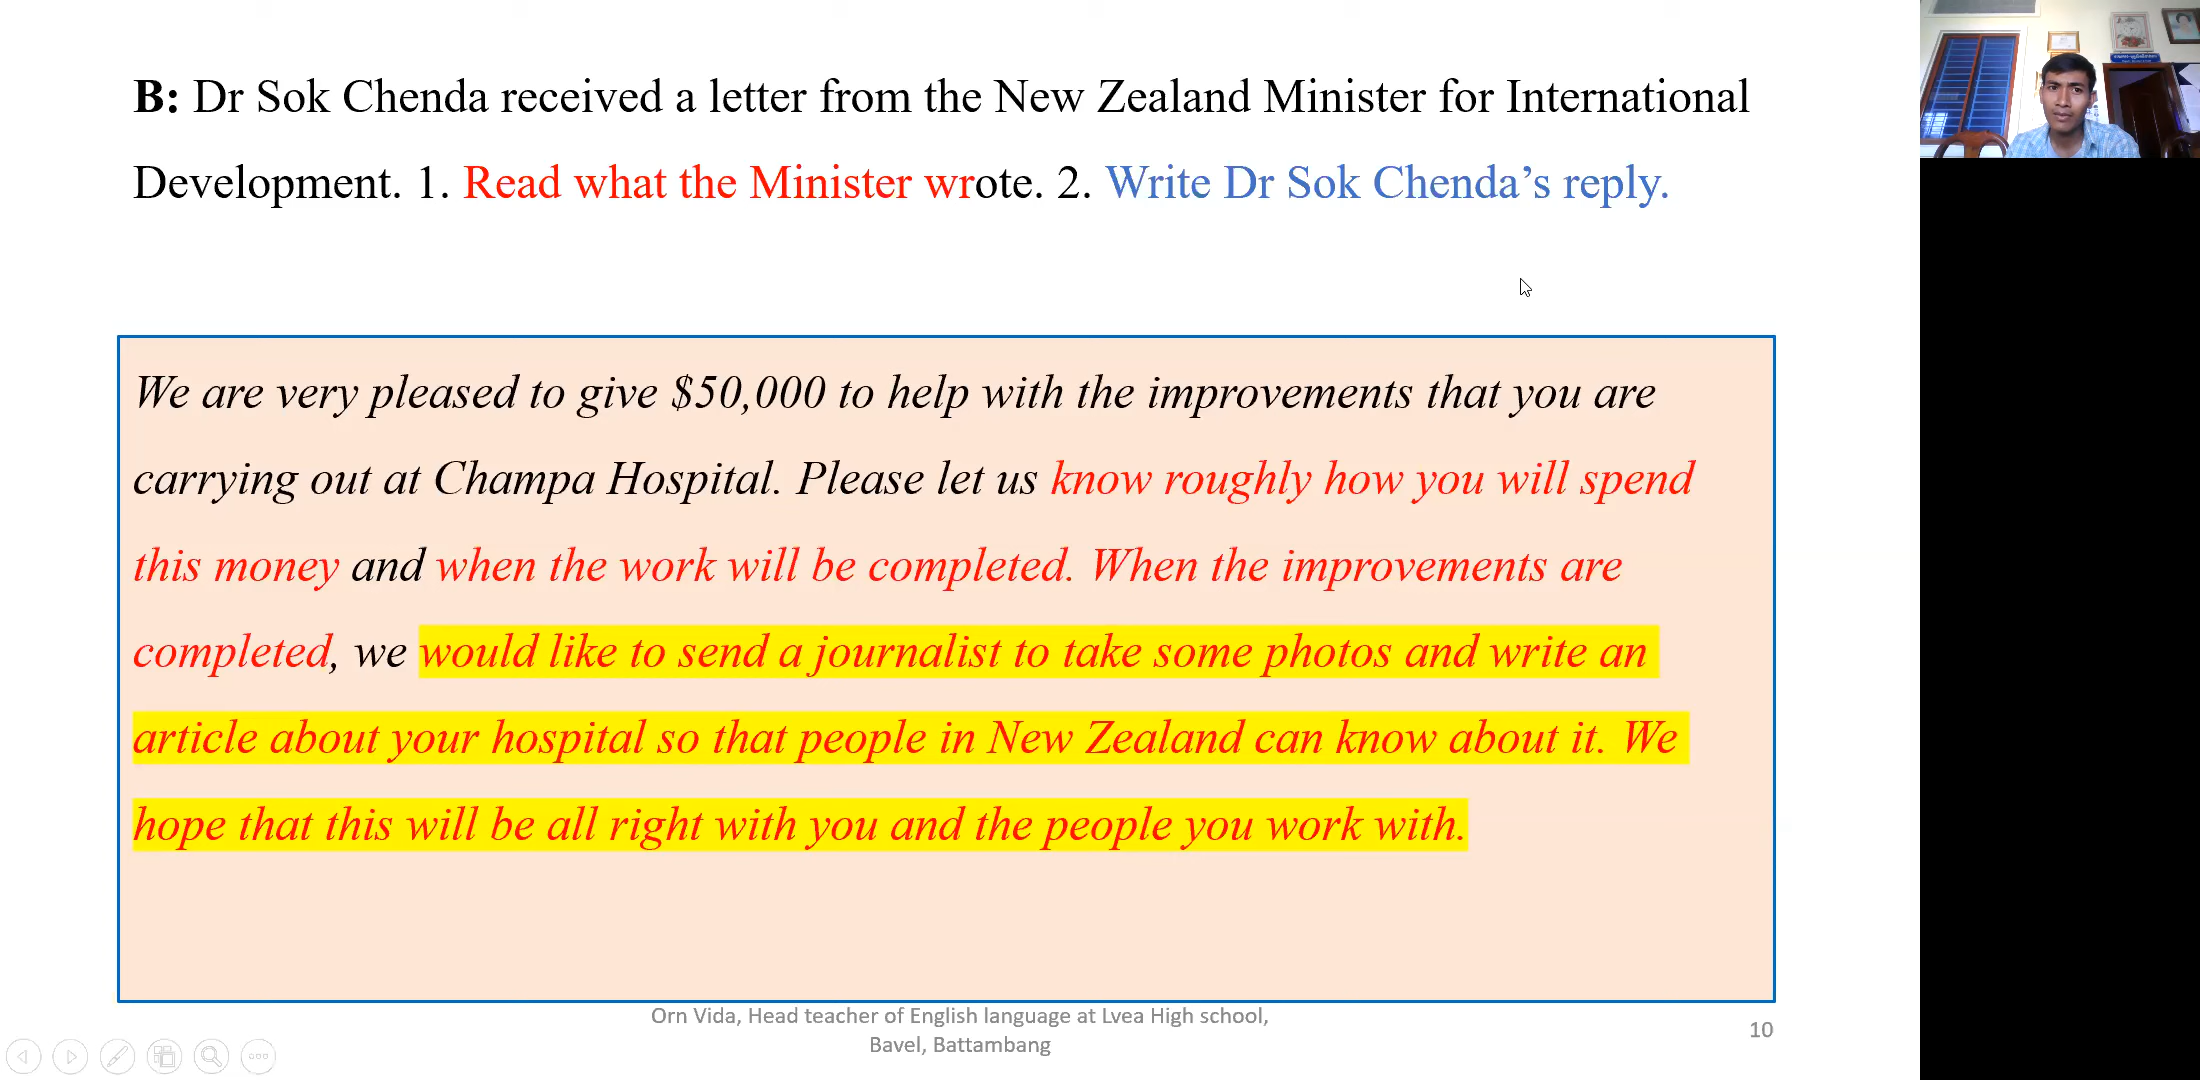 B: Dr Sok Chenda received a letter from the New Zealand Minister for International
Development. 1. Read what the Minister wrote. 2. Write Dr Sok Chenda’s reply.
We are very pleased to give $50,000 to help with the improvements that you are
carrying out at Champa Hospital. Please let us know roughly how you will spend
this money and when the work will be completed. When the improvements are
completed, we would like to send a journalist to take some photos and write an
article about your hospital so that people in New Zealand can know about it. We
hope that this will be all right with you and the people you work with.
Orn Vida, Head teacher of English language at Lvea High school,
Bavel, Battambang
10